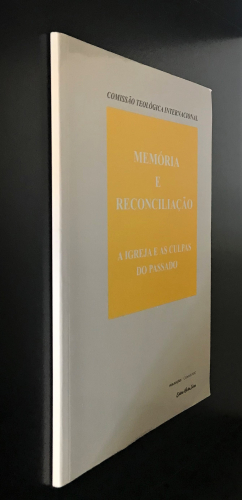 COMISSÃO TEOLÓGICA INTERNACIONAL
MEMÓRIA
E
RECONCILIAÇÃO
A IGREJA E AS CULPAS
DO PASSADO